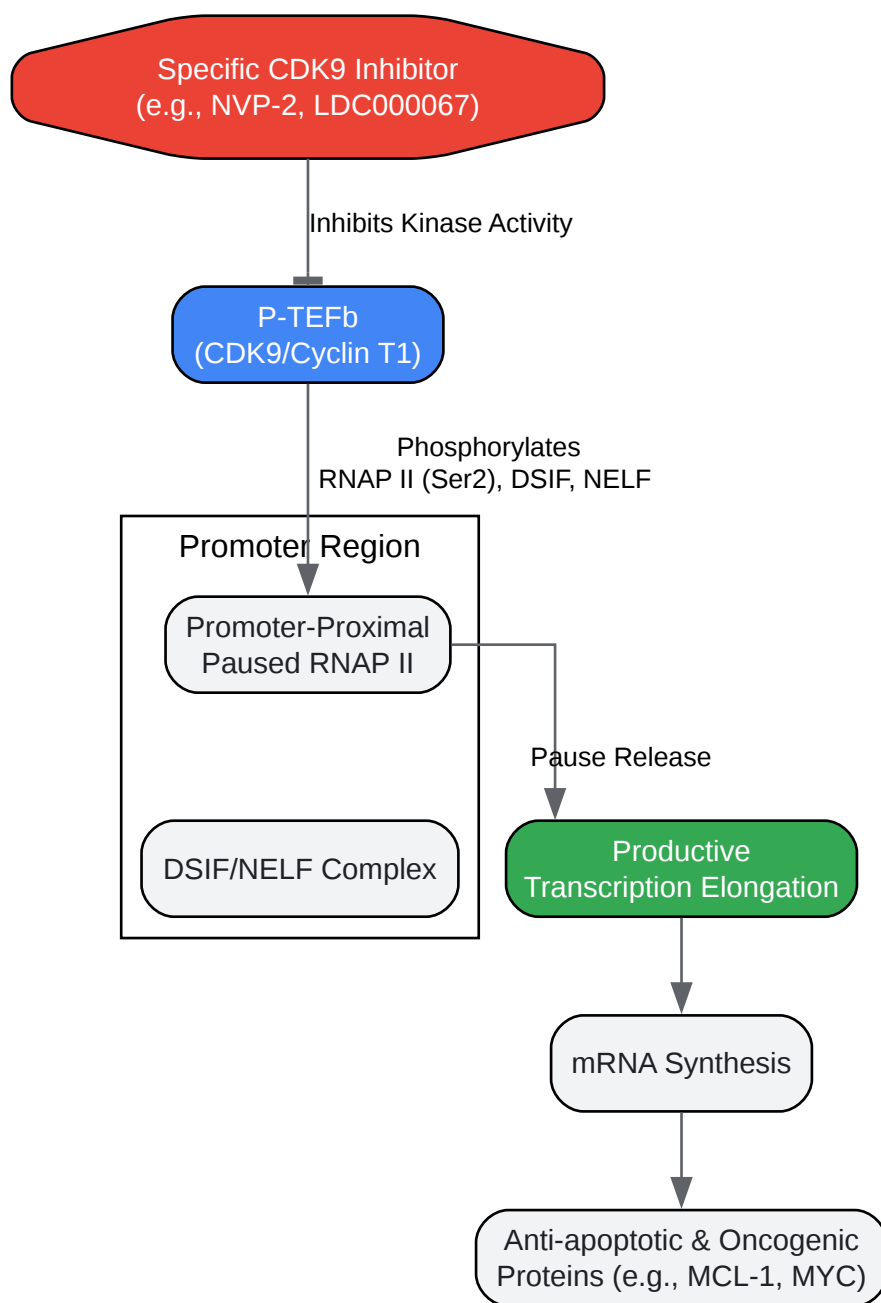 Specific CDK9 Inhibitor
(e.g., NVP-2, LDC000067)
Inhibits Kinase Activity
P-TEFb
(CDK9/Cyclin T1)
Phosphorylates
RNAP II (Ser2), DSIF, NELF
Promoter Region
Promoter-Proximal
Paused RNAP II
Pause Release
DSIF/NELF Complex
Productive
Transcription Elongation
mRNA Synthesis
Anti-apoptotic & Oncogenic
Proteins (e.g., MCL-1, MYC)